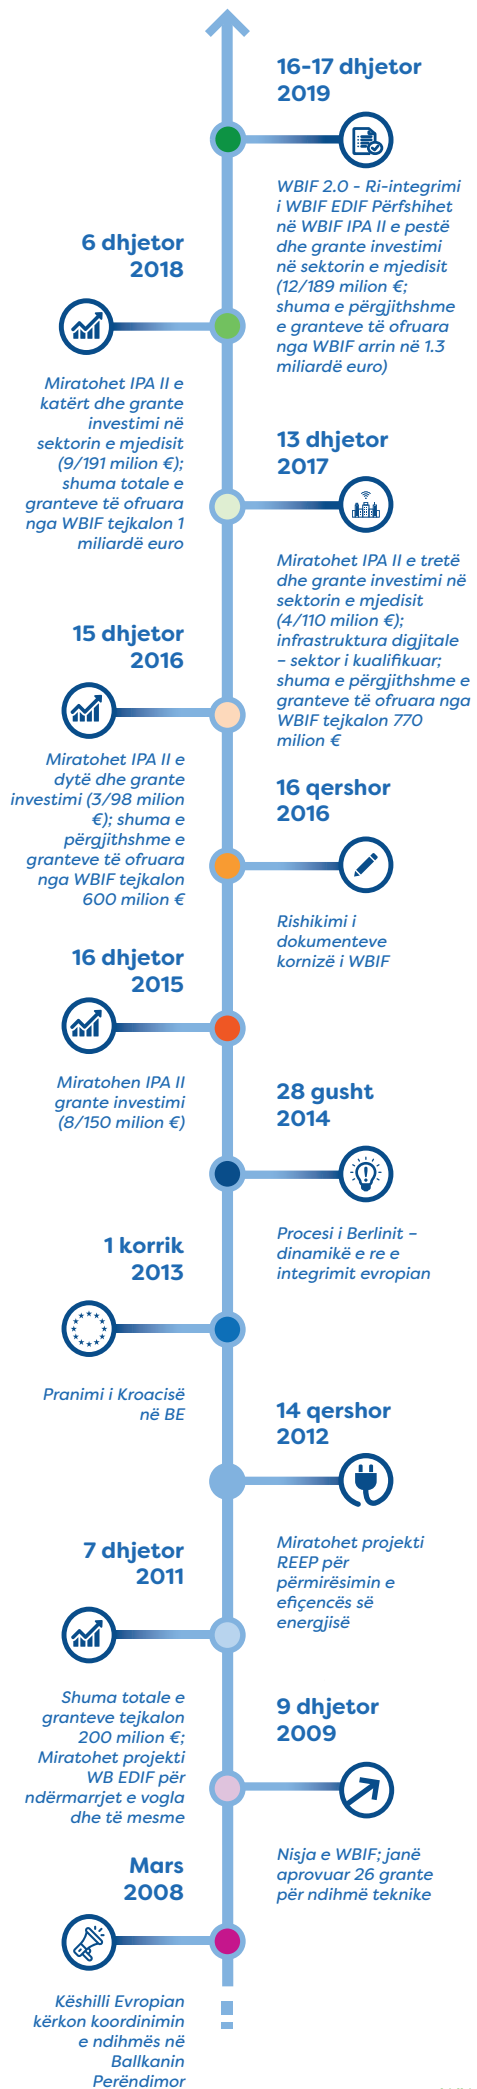 16-17 dhjetor
2019
WBIF 2.0 - Ri-integrimi
i WBIF EDIF Përfshihet
në WBIF IPA II e pestë
dhe grante investimi
në sektorin e mjedisit
(12/189 milion €;
shuma e përgjithshme
e granteve të ofruara
nga WBIF arrin në 1.3
miliardë euro)
6 dhjetor
2018
Miratohet IPA II e
katërt dhe grante
investimi në
sektorin e mjedisit
(9/191 milion €);
shuma totale e
granteve të ofruara
nga WBIF tejkalon 1
miliardë euro
13 dhjetor
2017
Miratohet IPA II e tretë
dhe grante investimi në
sektorin e mjedisit
(4/110 milion €);
infrastruktura digjitale
– sektor i kualifikuar;
shuma e përgjithshme e
granteve të ofruara nga
WBIF tejkalon 770
milion €
15 dhjetor
2016
Miratohet IPA II e
dytë dhe grante
investimi (3/98 milion
€); shuma e
përgjithshme e
granteve të ofruara
nga WBIF tejkalon
600 milion €
16 qershor
2016
Rishikimi i
dokumenteve
kornizë i WBIF
16 dhjetor
2015
Miratohen IPA II
grante investimi
(8/150 milion €)
28 gusht
2014
Procesi i Berlinit –
dinamikë e re e
integrimit evropian
1 korrik
2013
Pranimi i Kroacisë
në BE
14 qershor
2012
Miratohet projekti
REEP për
përmirësimin e
efiçencës së
energjisë
7 dhjetor
2011
Shuma totale e
granteve tejkalon
200 milion €;
Miratohet projekti
WB EDIF për
ndërmarrjet e vogla
dhe të mesme
9 dhjetor
2009
Nisja e WBIF; janë
aprovuar 26 grante
për ndihmë teknike
Mars
2008
Këshilli Evropian
kërkon koordinimin
e ndihmës në
Ballkanin
Perëndimor